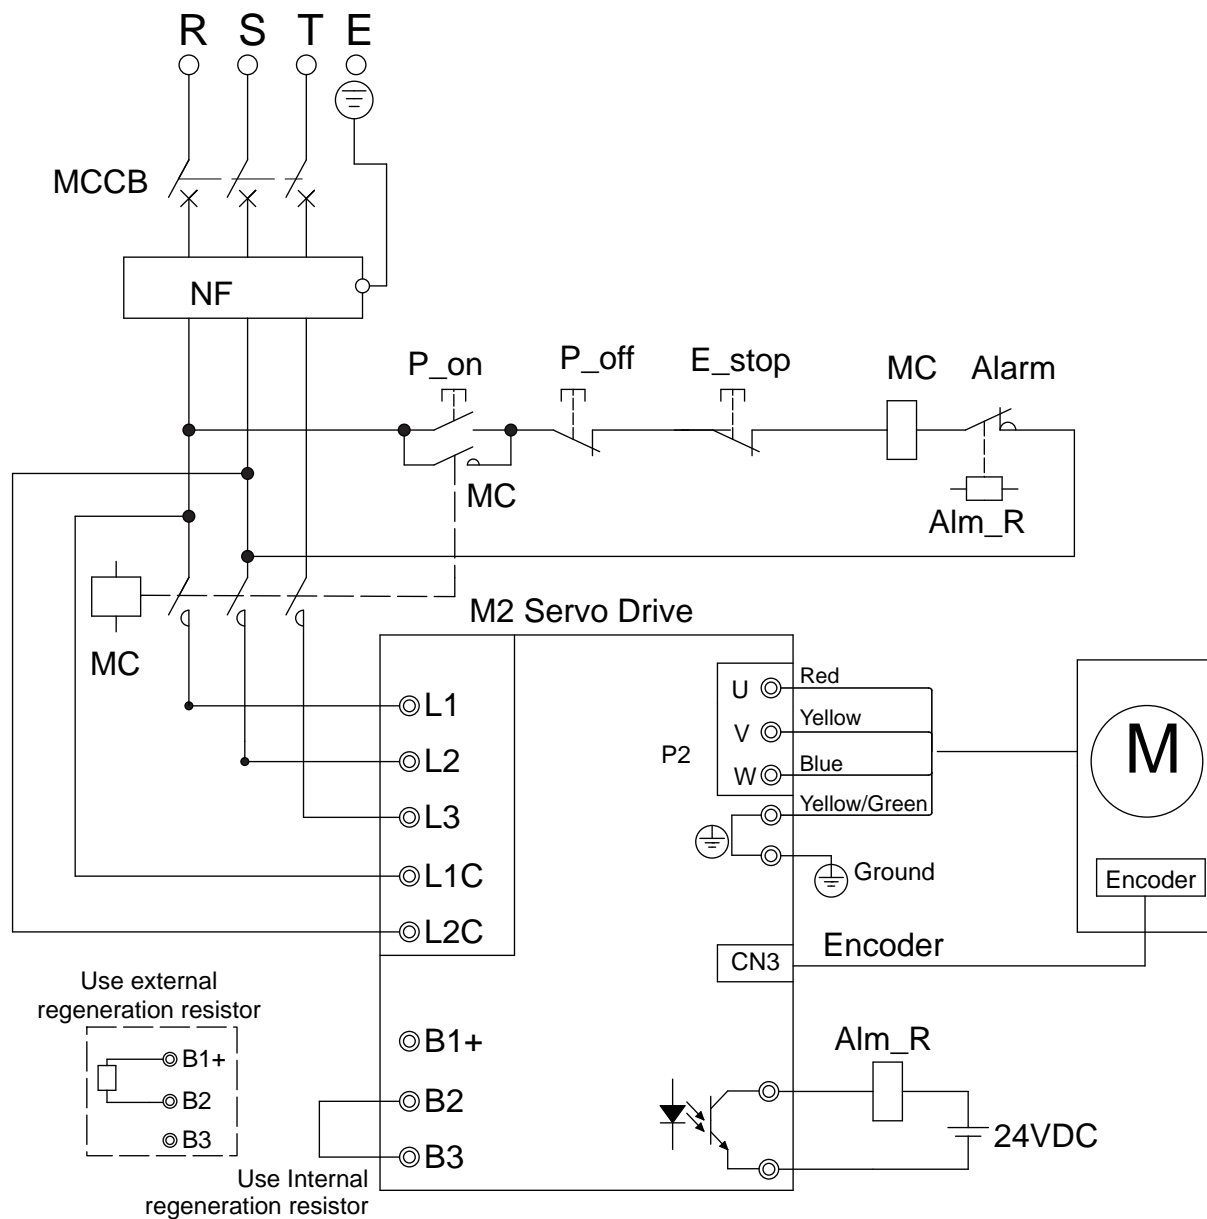 R S T E
MCCB
NF
P_on
P_off
E_stop
MC
Alarm
MC
Alm_R
MC
M2 Servo Drive
L1
L2
L3
L1C
L2C
B1+
B2
B3
U
V
W
P2
Red
Yellow
Blue
Yellow/Green
Ground
M
Encoder
CN3
Encoder
Use external
regeneration resistor
B1+
B2
B3
Use Internal
regeneration resistor
Alm_R
24VDC